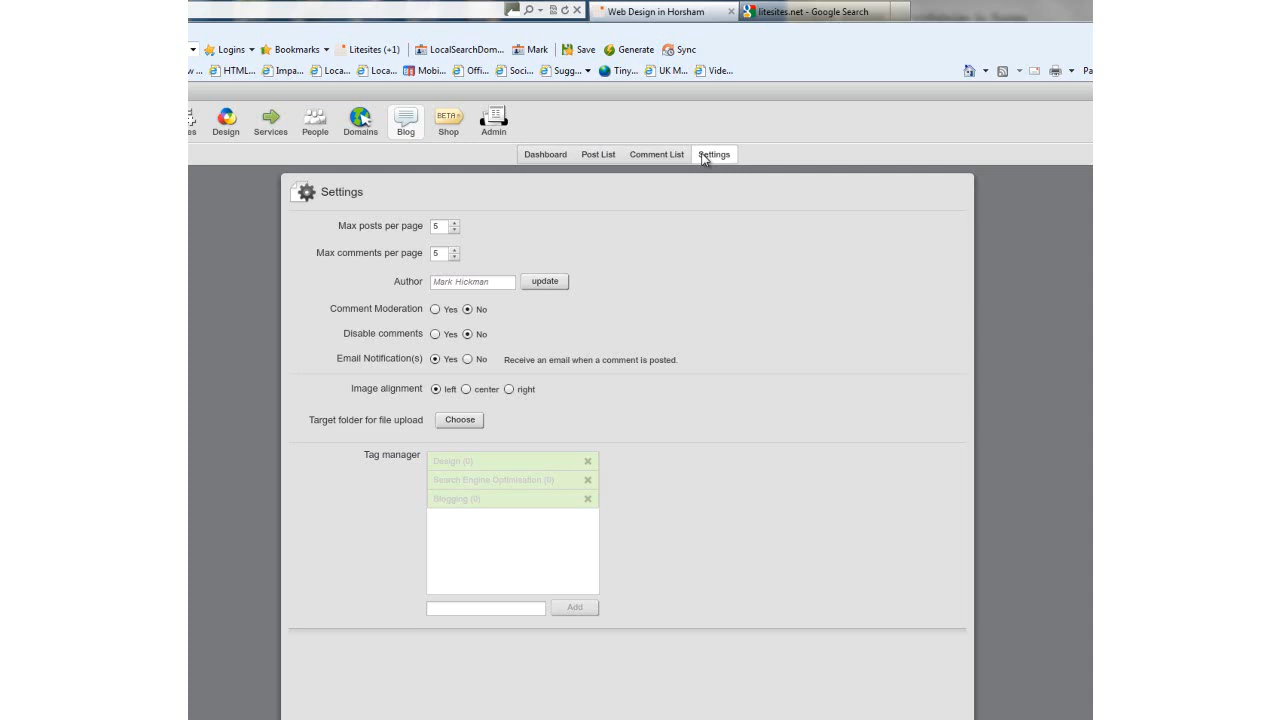 Web Design in Horsham
litesites.net - Google Search
Logins Bookmarks Litesites (+1) LocalSearchDom... Mark Save Generate Sync
w ... HTML... Impa... Loca... Loca... Mobi... Offi... Soci... Sugg... Tiny... UK M... Vide... Pa
es Design Services People Domains Blog BETA Shop Admin
Dashboard Post List Comment List Settings
Settings
Max posts per page 5
Max comments per page 5
Author Mark Hickman update
Comment Moderation Yes No
Disable comments Yes No
Email Notification(s) Yes No Receive an email when a comment is posted.
Image alignment left center right
Target folder for file upload Choose
Tag manager
Design (0)
Search Engine Optimisation (0)
Blogging (0)
Add